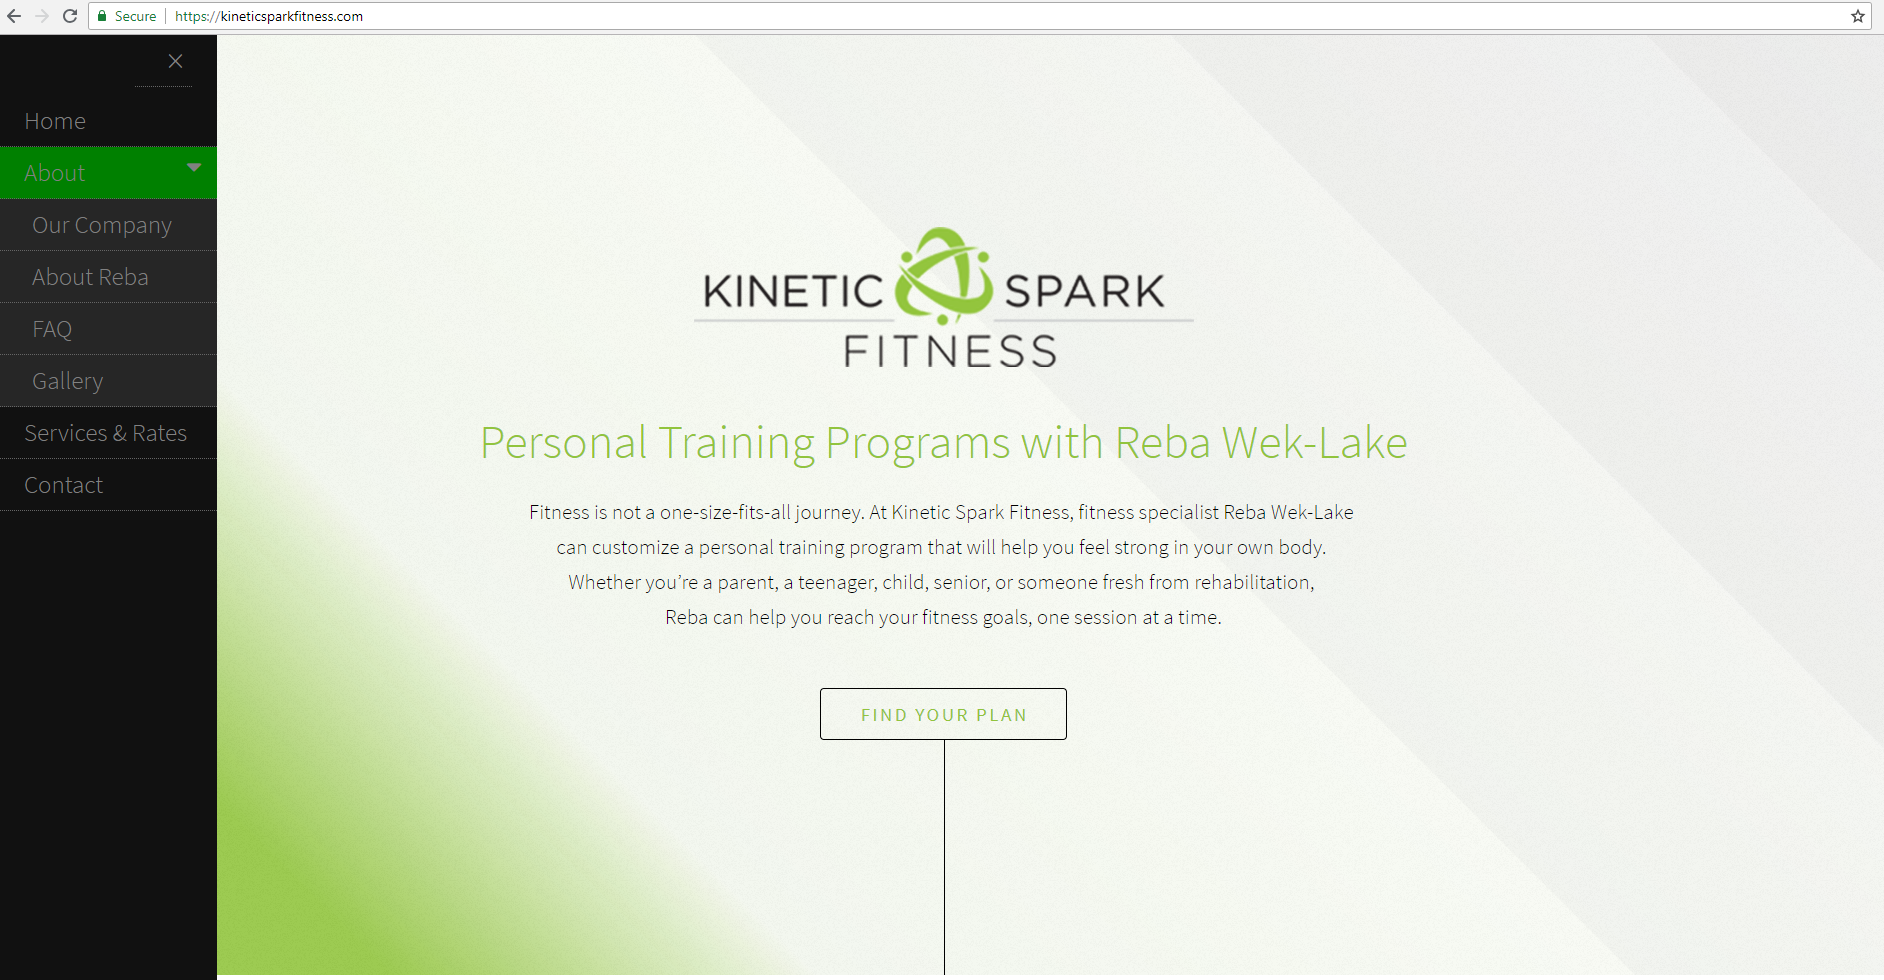 Secure https://kineticsparkfitness.com
Home
About
Our Company
About Reba
FAQ
Gallery
Services & Rates
Contact
KINETIC SPARK
FITNESS
Personal Training Programs with Reba Wek-Lake
Fitness is not a one-size-fits-all journey. At Kinetic Spark Fitness, fitness specialist Reba Wek-Lake
can customize a personal training program that will help you feel strong in your own body.
Whether you’re a parent, a teenager, child, senior, or someone fresh from rehabilitation,
Reba can help you reach your fitness goals, one session at a time.
FIND YOUR PLAN